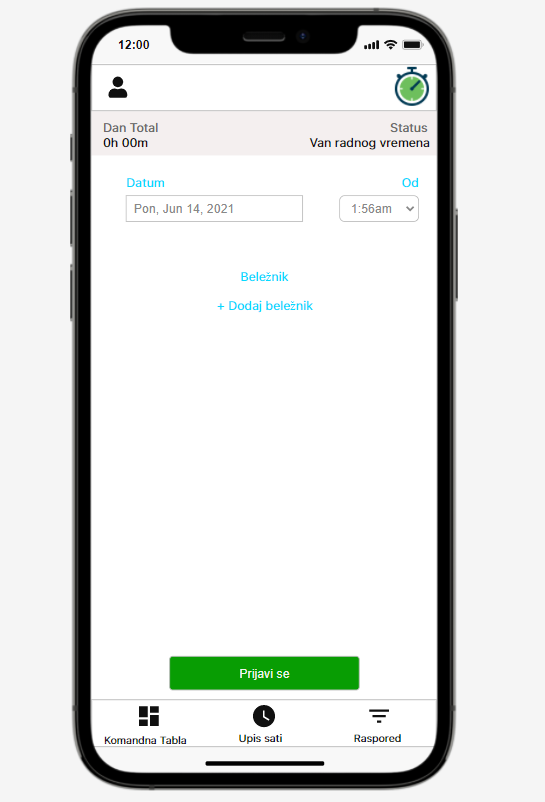 12:00
Dan Total Status
0h 00m Van radnog vremena
Datum Od
Pon, Jun 14, 2021 1:56am
Beležnik
+ Dodaj beležnik
Prijavi se
Komandna Tabla Upis sati Raspored